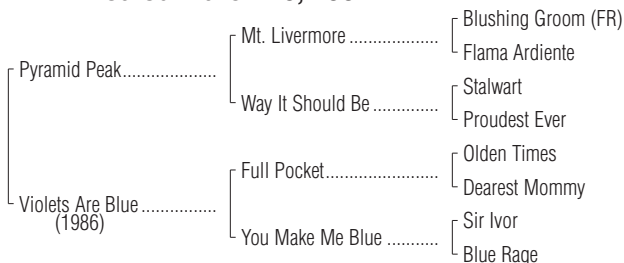 Blushing Groom (FR)
Mt. Livermore ....................
Flama Ardiente
Pyramid Peak.....................
Stalwart
Way It Should Be ..............
Proudest Ever
Olden Times
Full Pocket.........................
Dearest Mommy
Violets Are Blue .................
(1986)
Sir Ivor
You Make Me Blue ...........
Blue Rage